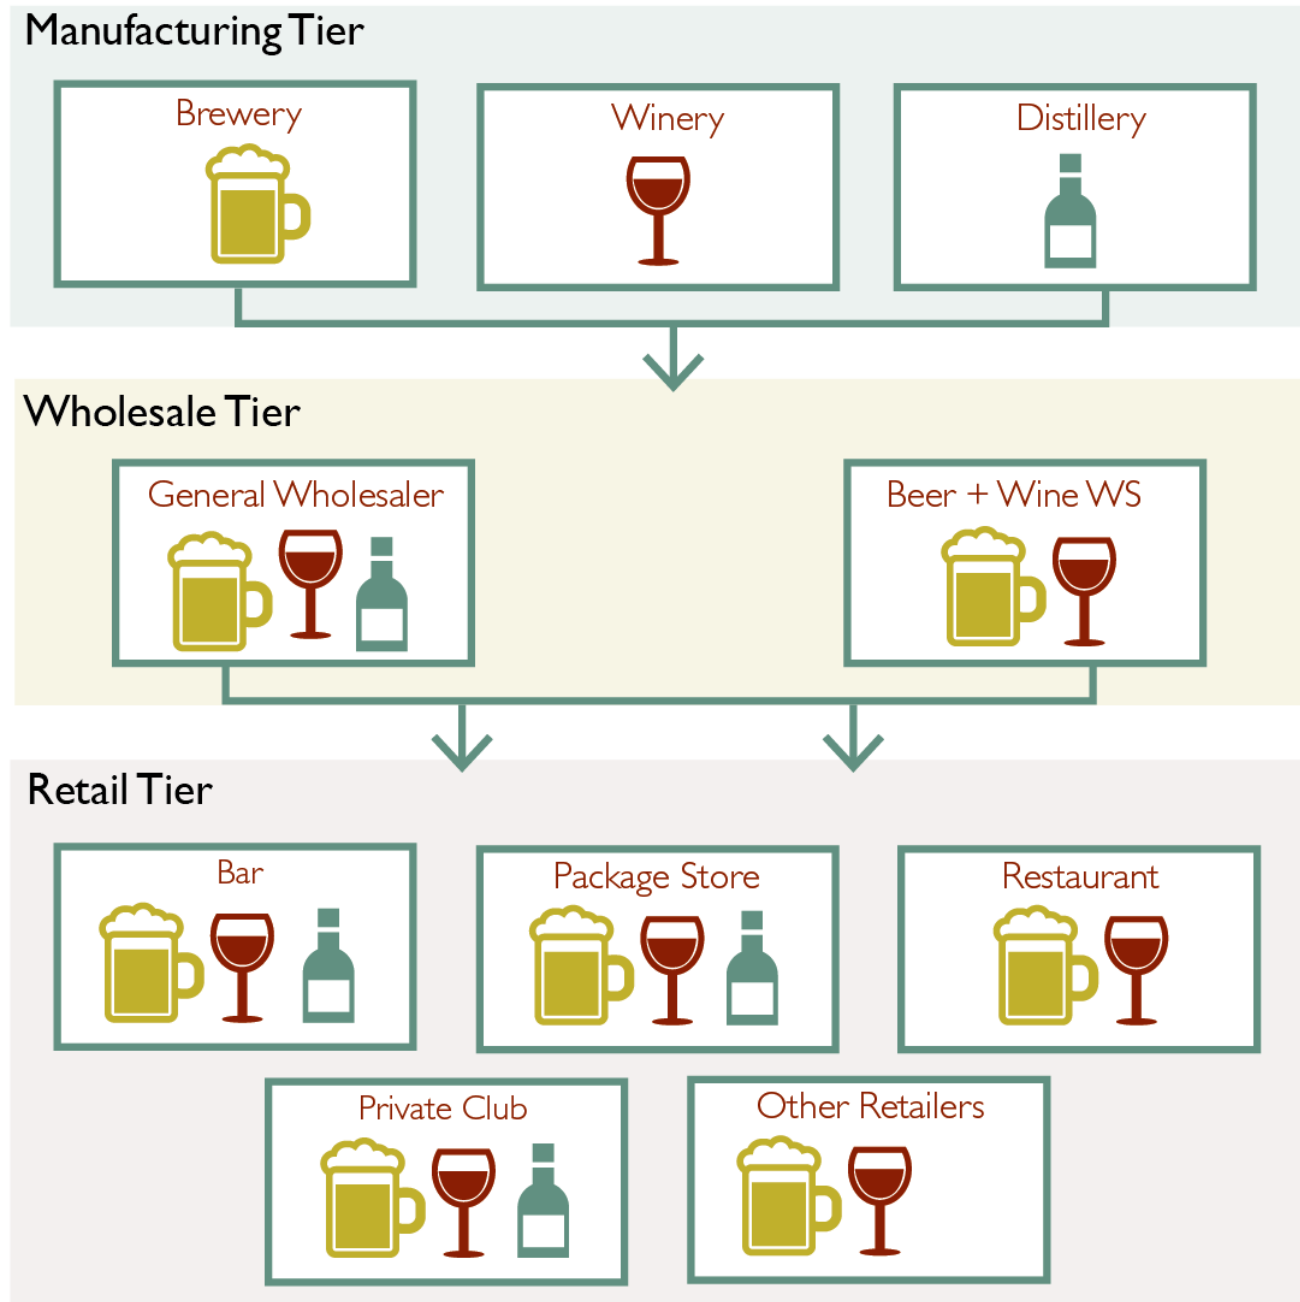 Manufacturing Tier
Brewery
Winery
Distillery
Wholesale Tier
General Wholesaler
Beer + Wine WS
Retail Tier
Bar
Package Store
Restaurant
Private Club
Other Retailers